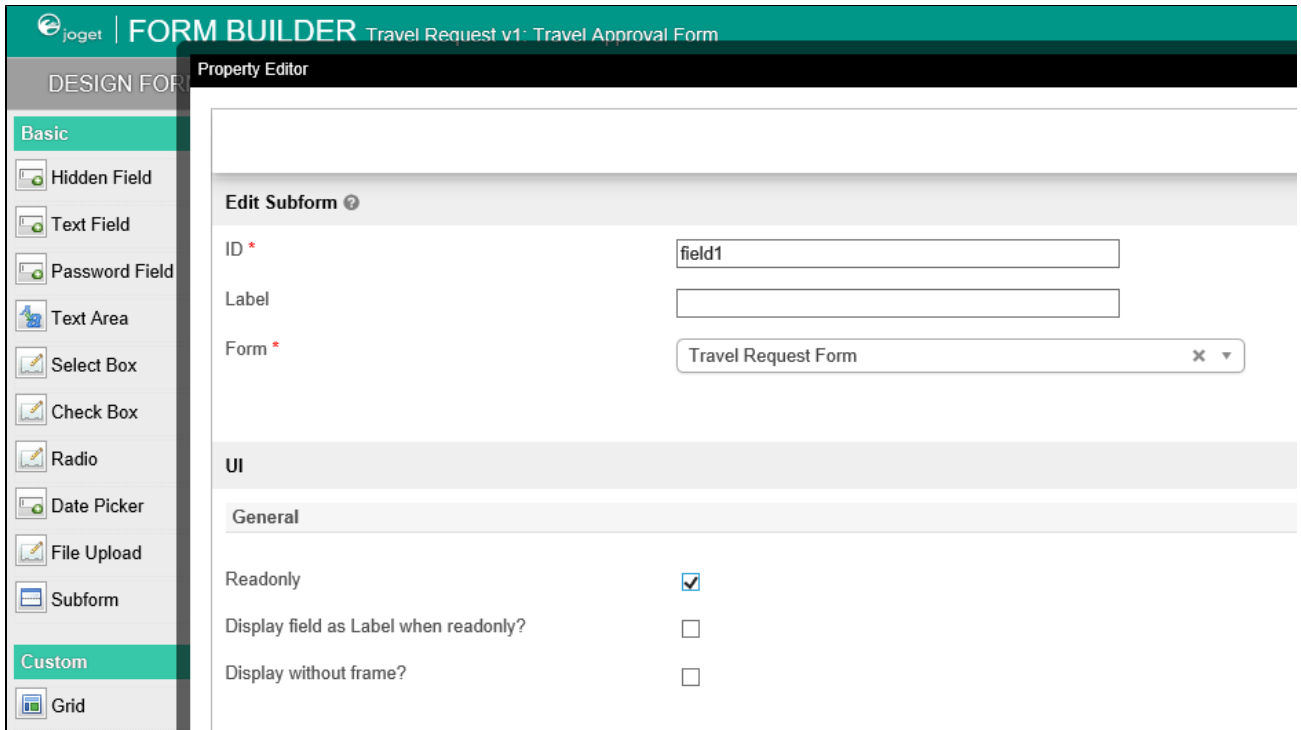 joget | FORM BUILDER Travel Request v1: Travel Approval Form
Property Editor
DESIGN FOR
Basic
Hidden Field
Text Field
Password Field
Text Area
Select Box
Check Box
Radio
Date Picker
File Upload
Subform
Custom
Grid
Edit Subform
ID * field1
Label
Form * Travel Request Form
UI
General
Readonly
Display field as Label when readonly?
Display without frame?